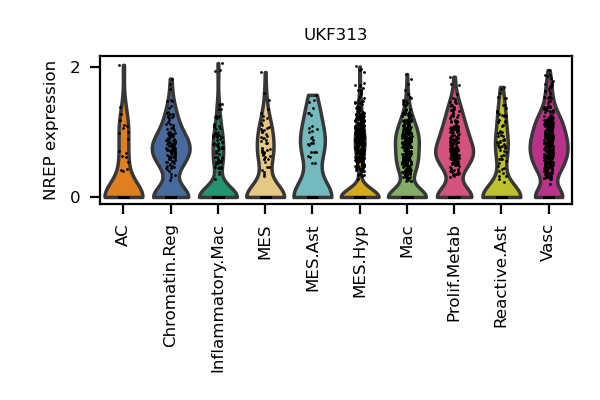 UKF313
NREP expression
2
0
AC
Chromatin.Reg
Inflammatory.Mac
MES
MES.Ast
MES.Hyp
Mac
Prolif.Metab
Reactive.Ast
Vasc